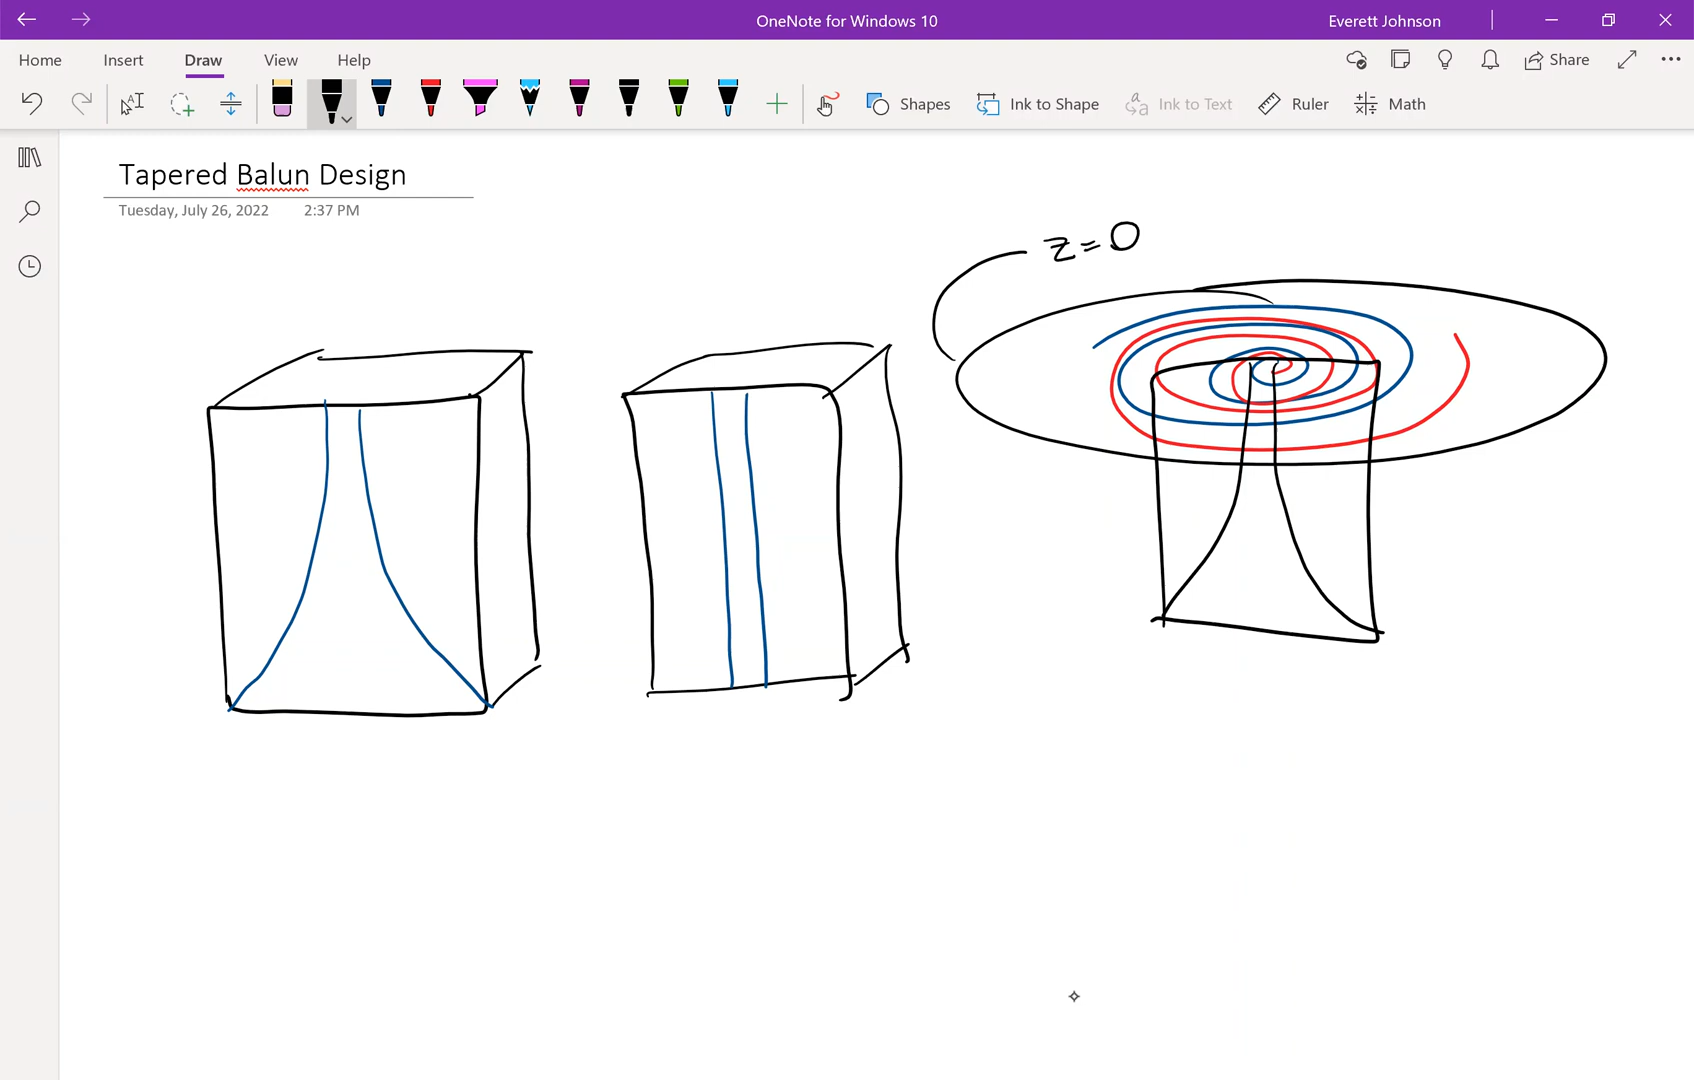 OneNote for Windows 10
Everett Johnson
Home Insert Draw View Help
Share
Shapes Ink to Shape Ink to Text Ruler Math
Tapered Balun Design
Tuesday, July 26, 2022 2:37 PM
z=0